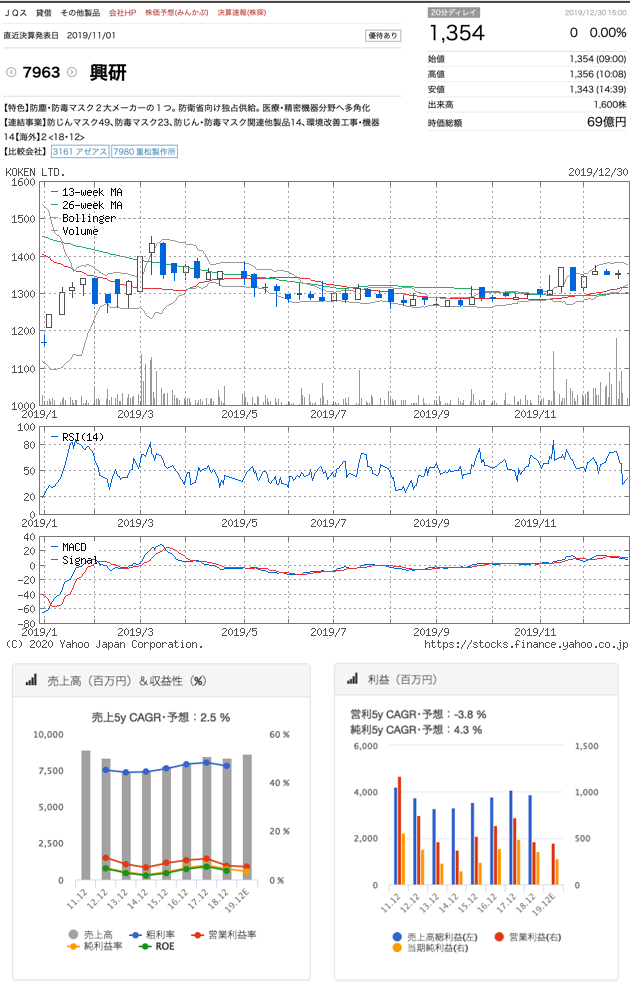 ＪＱス 貸借 その他製品 会社HP 株価予想(みんかぶ) 決算速報(株探)
直近決算発表日 2019/11/01 優待あり
7963 興研
【特色】防塵・防毒マスク２大メーカーの１つ。防衛省向け独占供給。医療・精密機器分野へ多角化
【連結事業】防じんマスク49、防毒マスク23、防じん・防毒マスク関連他製品14、環境改善工事・機器
14【海外】2 <18・12>
【比較会社】 3161 アゼアス 7980 重松製作所
20分ディレイ 2019/12/30 15:00
1,354 0 0.00%
始値 1,354 (09:00)
高値 1,356 (10:08)
安値 1,343 (14:39)
出来高 1,600株
時価総額 69億円
KOKEN LTD. 2019/12/30
1600
1500
1400
1300
1200
1100
1000
13-week MA
26-week MA
Bollinger
Volume
2019/1 2019/3 2019/5 2019/7 2019/9 2019/11
100
80
50
20
0
RSI(14)
2019/1 2019/3 2019/5 2019/7 2019/9 2019/11
40
20
0
-20
-40
-60
-80
MACD
Signal
2019/1 2019/3 2019/5 2019/7 2019/9 2019/11
(C) 2020 Yahoo Japan Corporation. https://stocks.finance.yahoo.co.jp/
売上高（百万円）＆収益性（%）
売上5y CAGR・予想：2.5 %
10,000
7,500
5,000
2,500
0
60 %
40 %
20 %
0 %
11.12 12.12 13.12 14.12 15.12 16.12 17.12 18.12 19.12E
売上高 粗利率 営業利益率
純利益率 ROE
利益（百万円）
営利5y CAGR・予想：-3.8 %
純利5y CAGR・予想：4.3 %
6,000
4,000
2,000
0
1,500
1,000
500
0
11.12 12.12 13.12 14.12 15.12 16.12 17.12 18.12 19.12E
売上高総利益(左) 営業利益(右)
当期純利益(右)